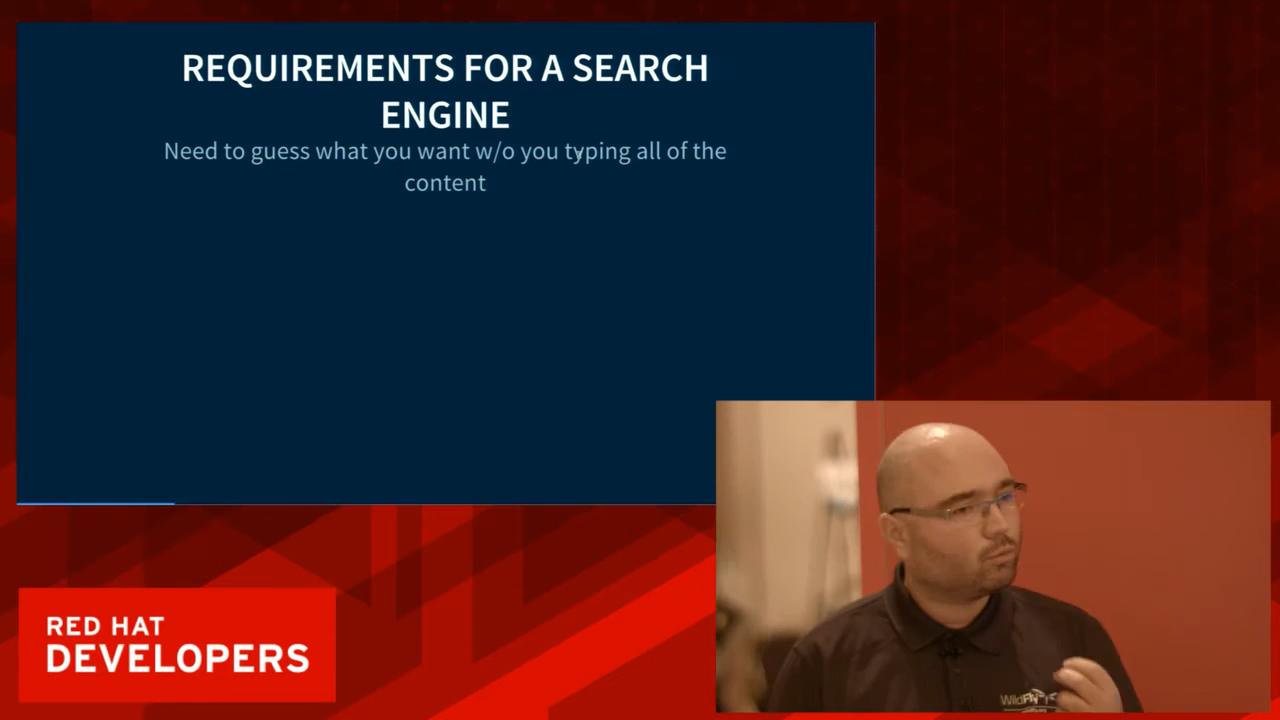 REQUIREMENTS FOR A SEARCH
ENGINE
Need to guess what you want w/o you typing all of the
content
RED HAT
DEVELOPERS
WildFly